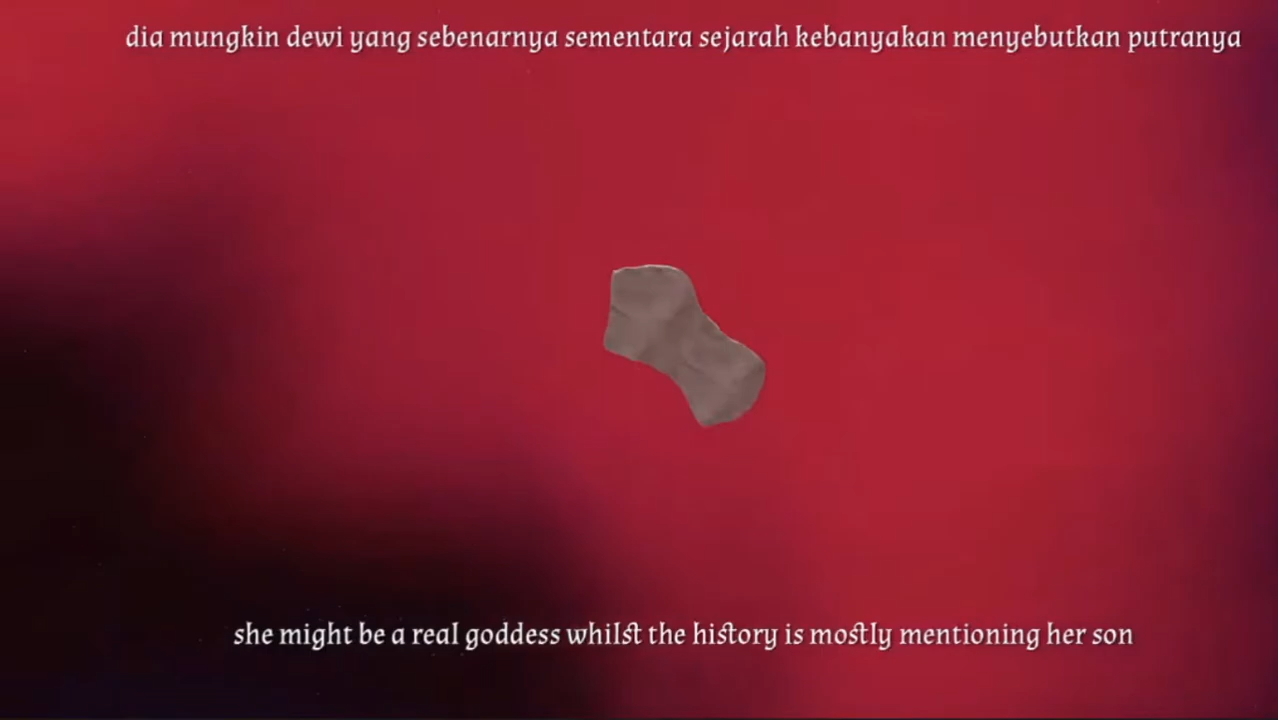 dia mungkin dewi yang sebenarnya sementara sejarah kebanyakan menyebutkan putranya
she might be a real goddess whilst the history is mostly mentioning her son